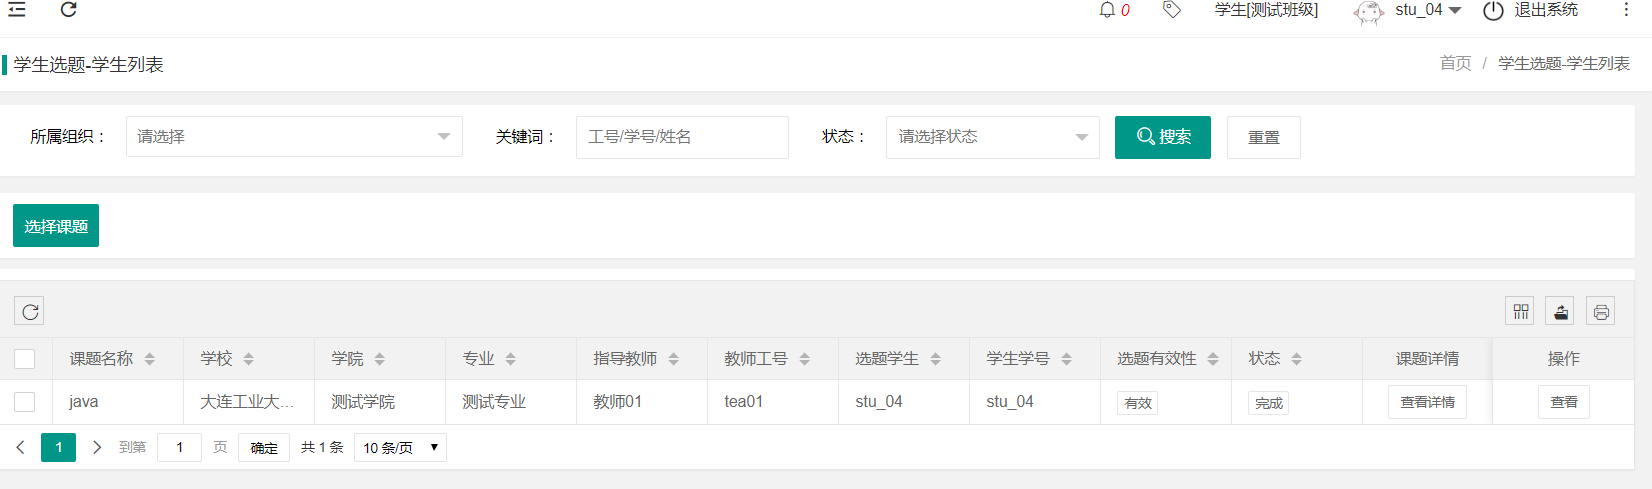 0 学生[测试班级] stu_04 退出系统
学生选题-学生列表 首页 / 学生选题-学生列表
所属组织： 请选择 关键词： 工号/学号/姓名 状态： 请选择状态 搜索 重置
选择课题
课题名称 学校 学院 专业 指导教师 教师工号 选题学生 学生学号 选题有效性 状态 课题详情 操作
java 大连工业大... 测试学院 测试专业 教师01 tea01 stu_04 stu_04 有效 完成 查看详情 查看
1 到第 1 页 确定 共 1 条 10 条/页